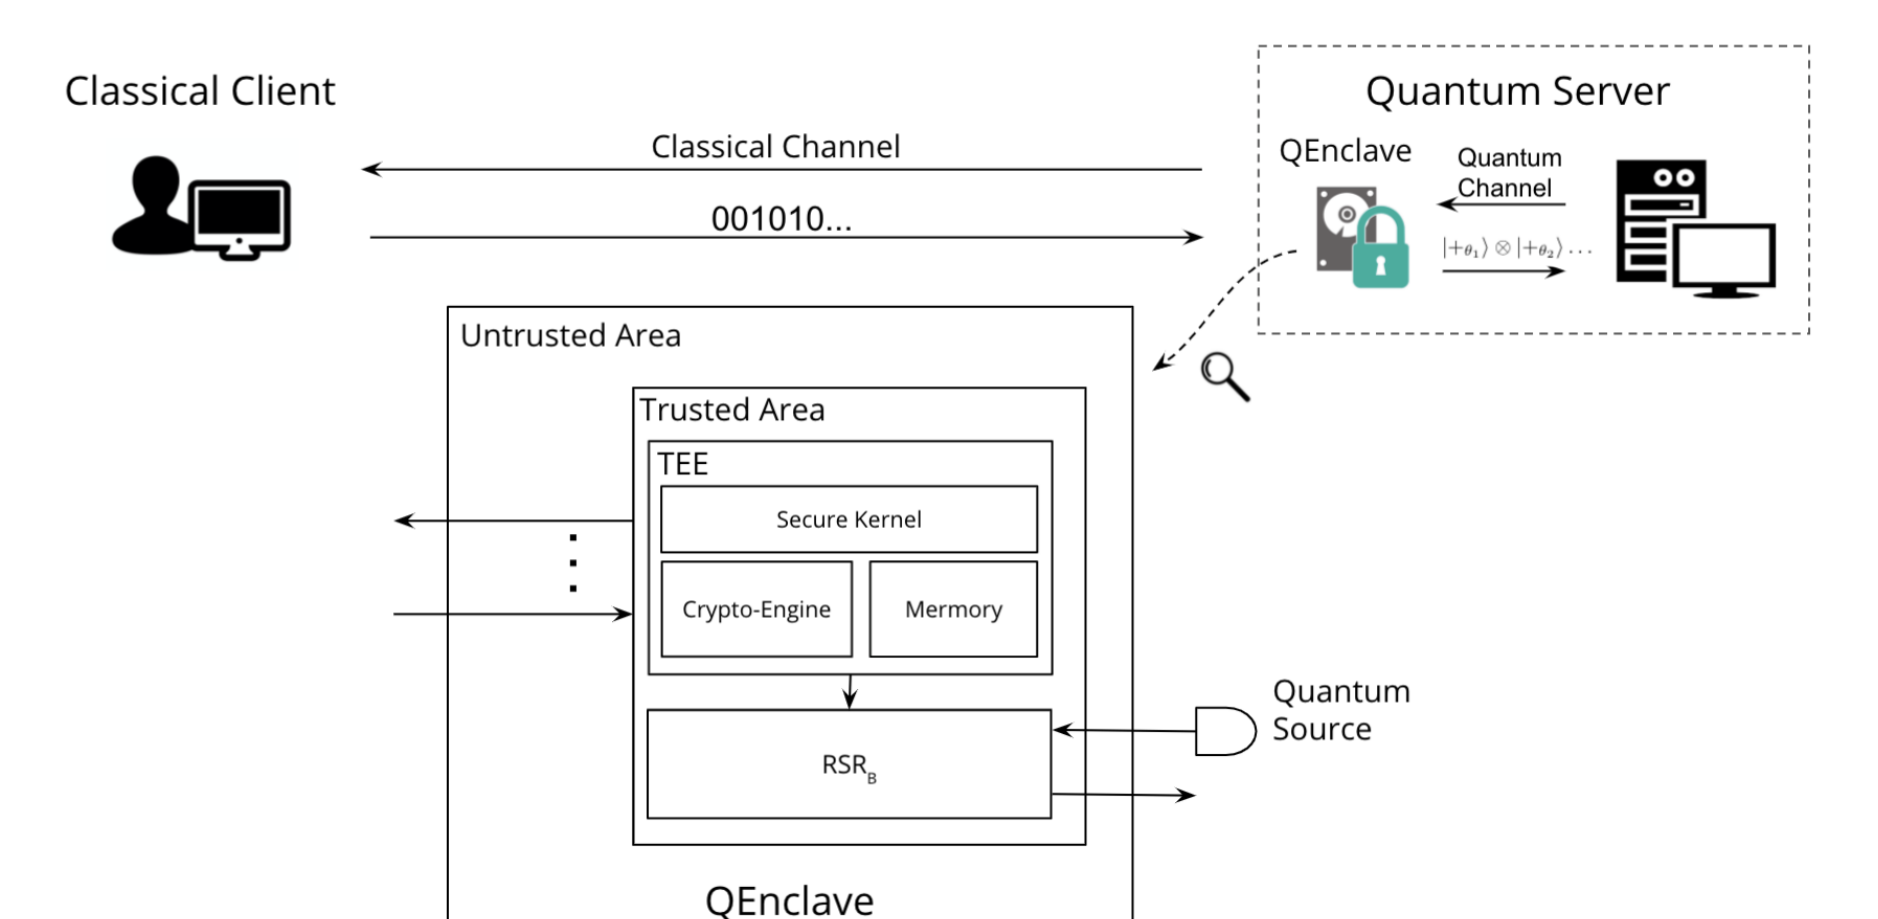 Classical Client
Classical Channel
001010...
Quantum Server
QEnclave
Quantum
Channel
|+θ₁⟩ ⊗ |+θ₂⟩ ...
Untrusted Area
Trusted Area
TEE
Secure Kernel
Crypto-Engine
Mermory
RSR_B
Quantum
Source
QEnclave